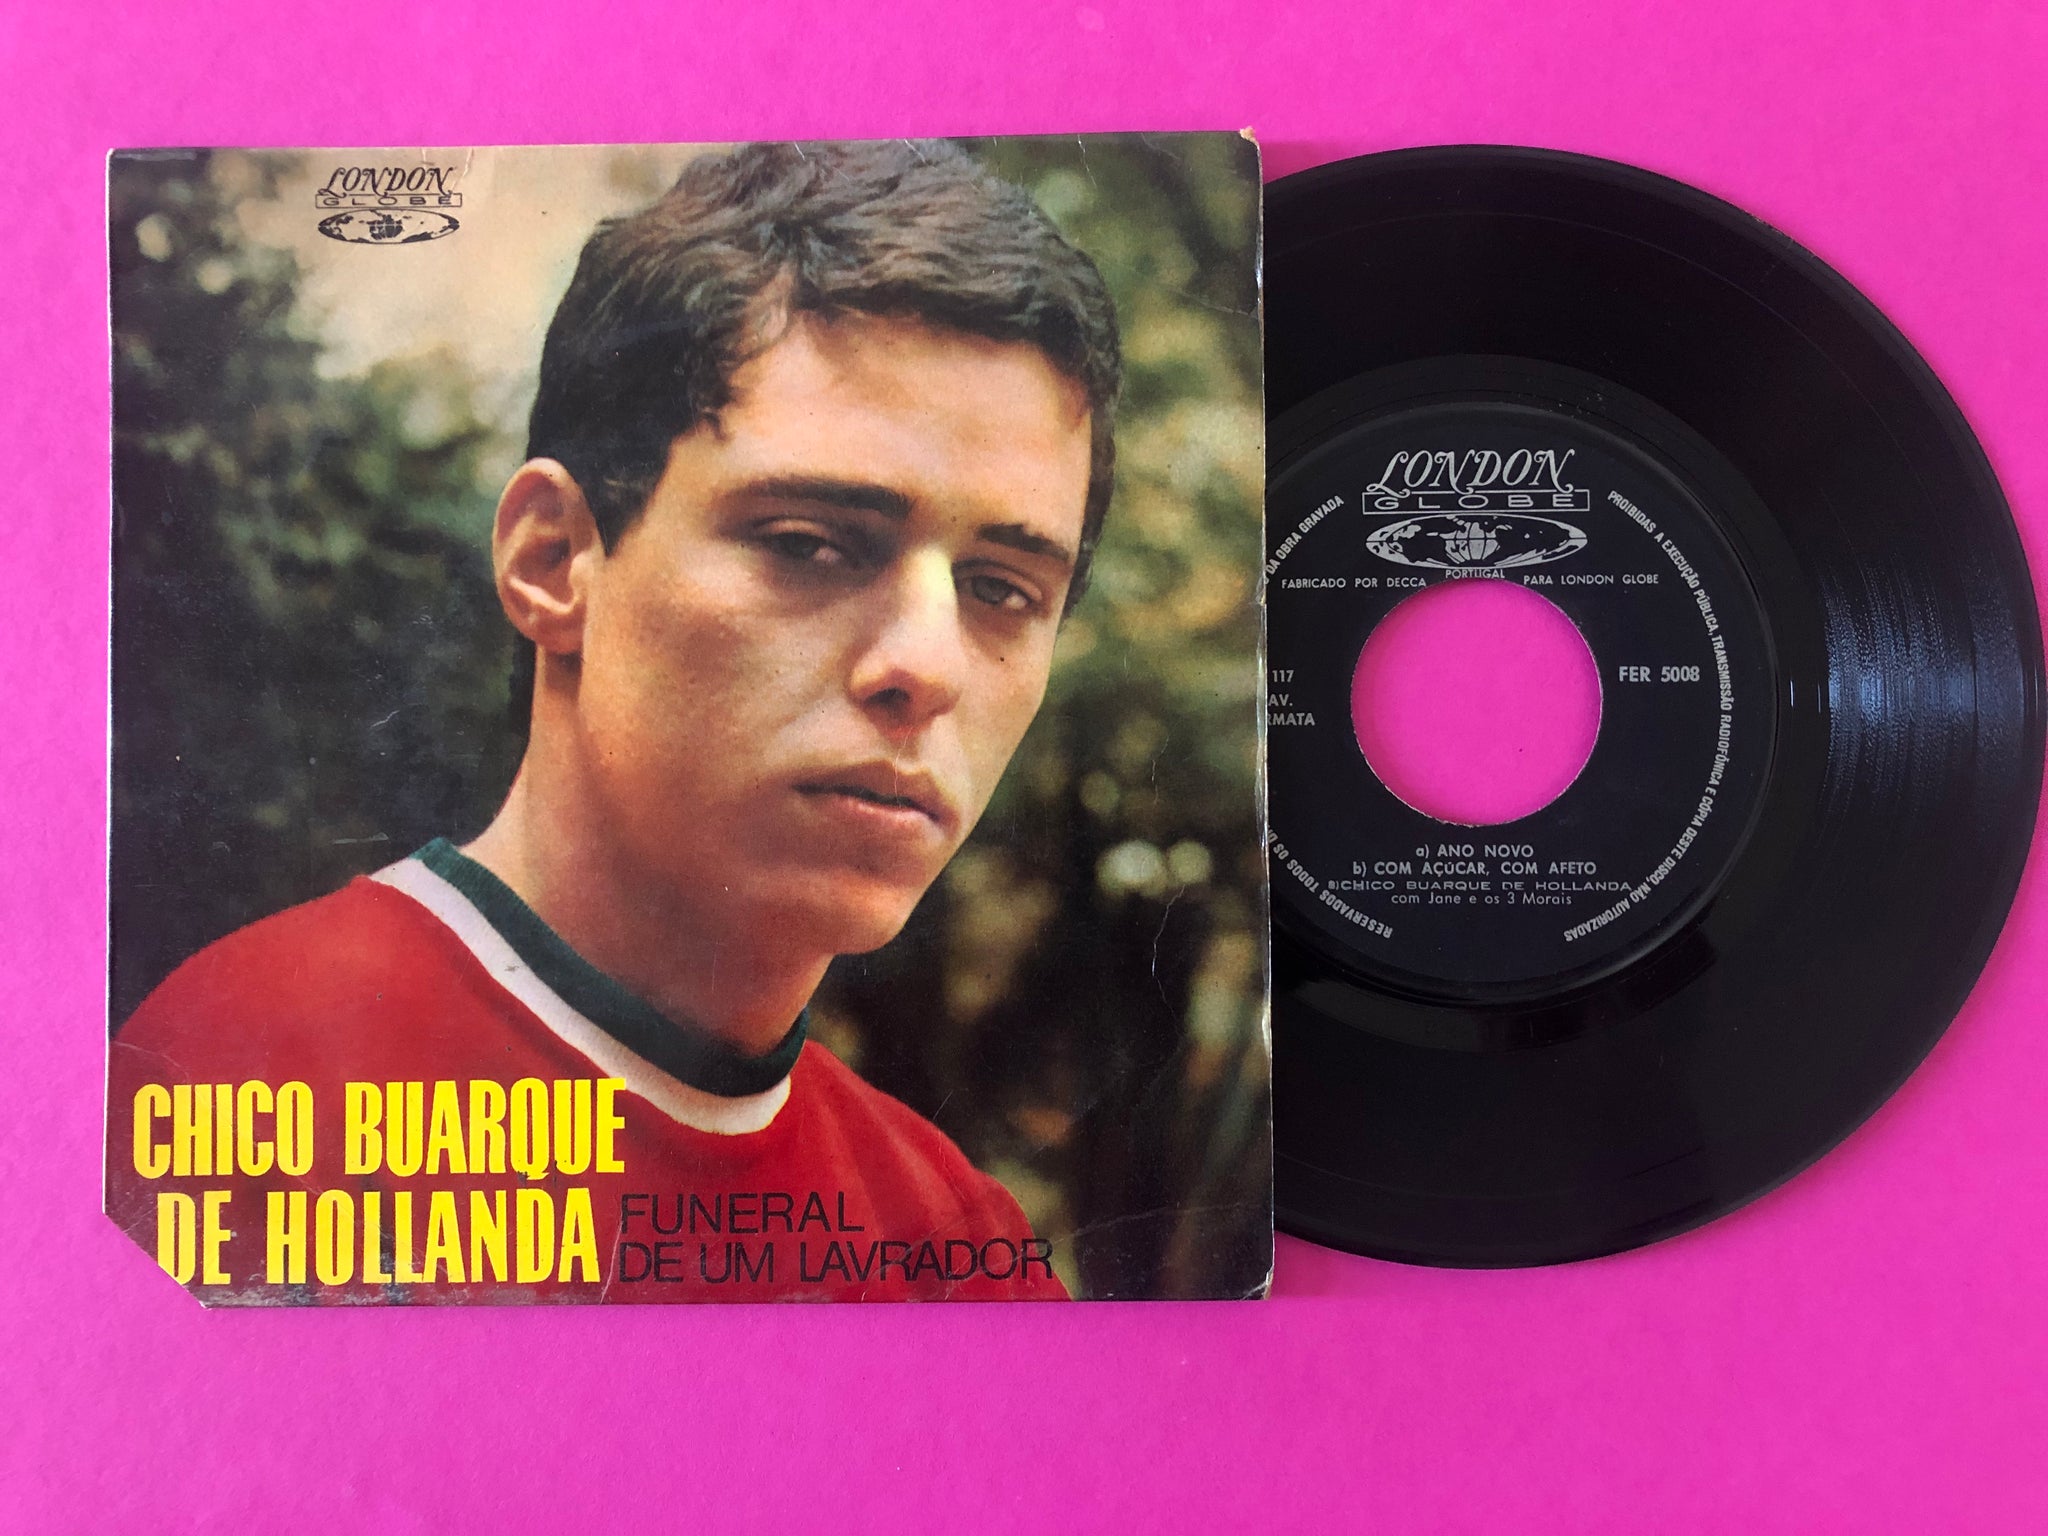 LONDON
GLOBE
CHICO BUARQUE
DE HOLLANDA
FUNERAL
DE UM LAVRADOR
LONDON
GLOBE
DA OBRA GRAVADA
PROIBIDAS A EXECUÇÃO PÚBLICA, TRANSMISSÃO RADIOFÓNICA E CÓPIA DESTE DISCO, NÃO AUTORIZADAS
RESERVADOS TODOS OS
FABRICADO POR DECCA PORTUGAL PARA LONDON GLOBE
117
FER 5008
AV.
RMATA
a) ANO NOVO
b) COM AÇÚCAR, COM AFETO
a)CHICO BUARQUE DE HOLLANDA
com Jane e os 3 Morais